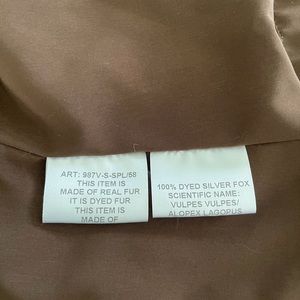 ART: 987V-S-SPL/58
THIS ITEM IS
MADE OF REAL FUR
IT IS DYED FUR
THIS ITEM IS
MADE OF
100% DYED SILVER FOX
SCIENTIFIC NAME:
VULPES VULPES/
ALOPEX LAGOPUS